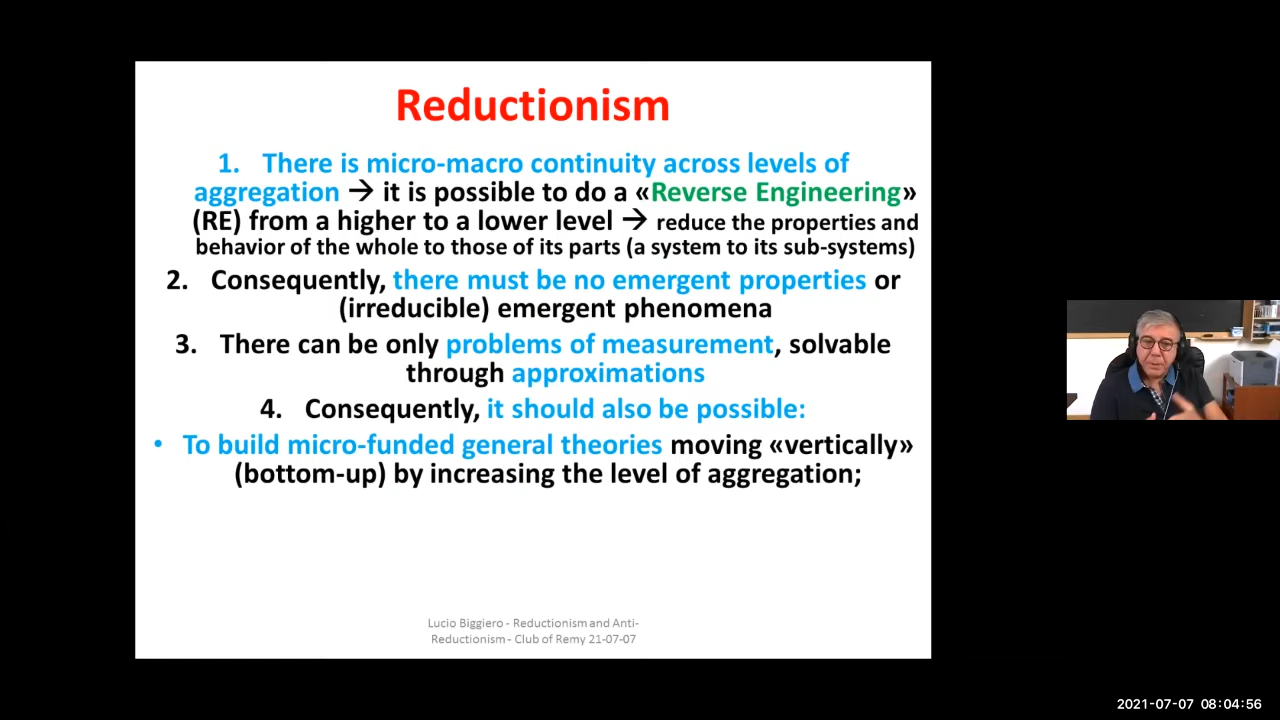 Reductionism
1. There is micro-macro continuity across levels of
aggregation → it is possible to do a «Reverse Engineering»
(RE) from a higher to a lower level → reduce the properties and
behavior of the whole to those of its parts (a system to its sub-systems)
2. Consequently, there must be no emergent properties or
(irreducible) emergent phenomena
3. There can be only problems of measurement, solvable
through approximations
4. Consequently, it should also be possible:
• To build micro-funded general theories moving «vertically»
(bottom-up) by increasing the level of aggregation;
Lucio Biggiero - Reductionism and Anti-
Reductionism - Club of Remy 21-07-07
2021-07-07 08:04:56